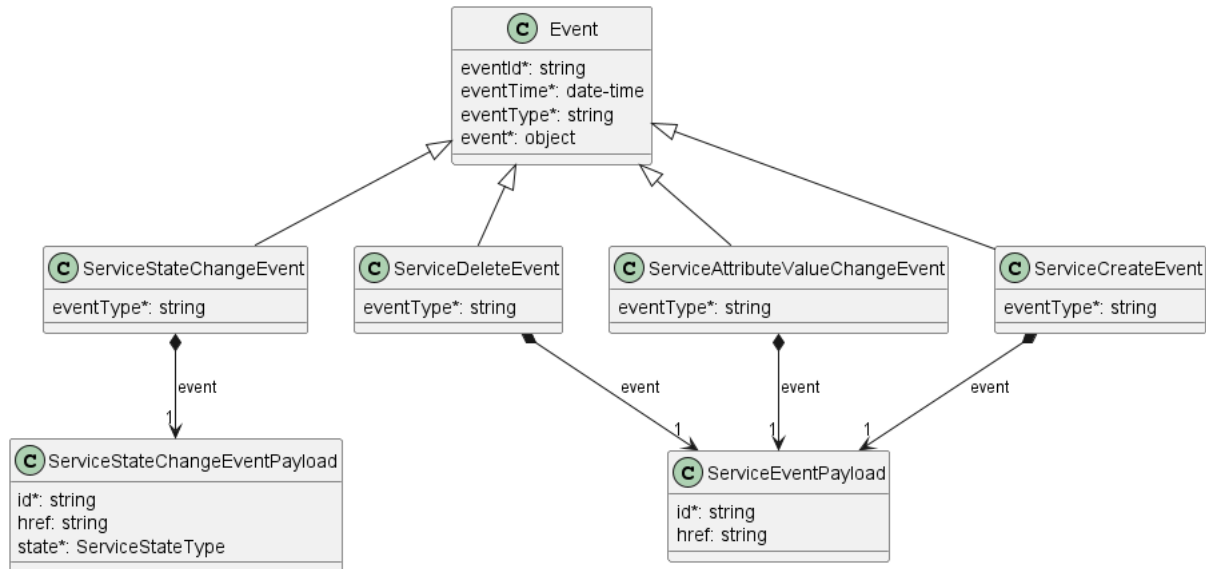 C Event
eventId*: string
eventTime*: date-time
eventType*: string
event*: object
C ServiceStateChangeEvent
eventType*: string
C ServiceDeleteEvent
eventType*: string
C ServiceAttributeValueChangeEvent
eventType*: string
C ServiceCreateEvent
eventType*: string
event
1
event
1
event
1
event
1
C ServiceStateChangeEventPayload
id*: string
href: string
state*: ServiceStateType
C ServiceEventPayload
id*: string
href: string